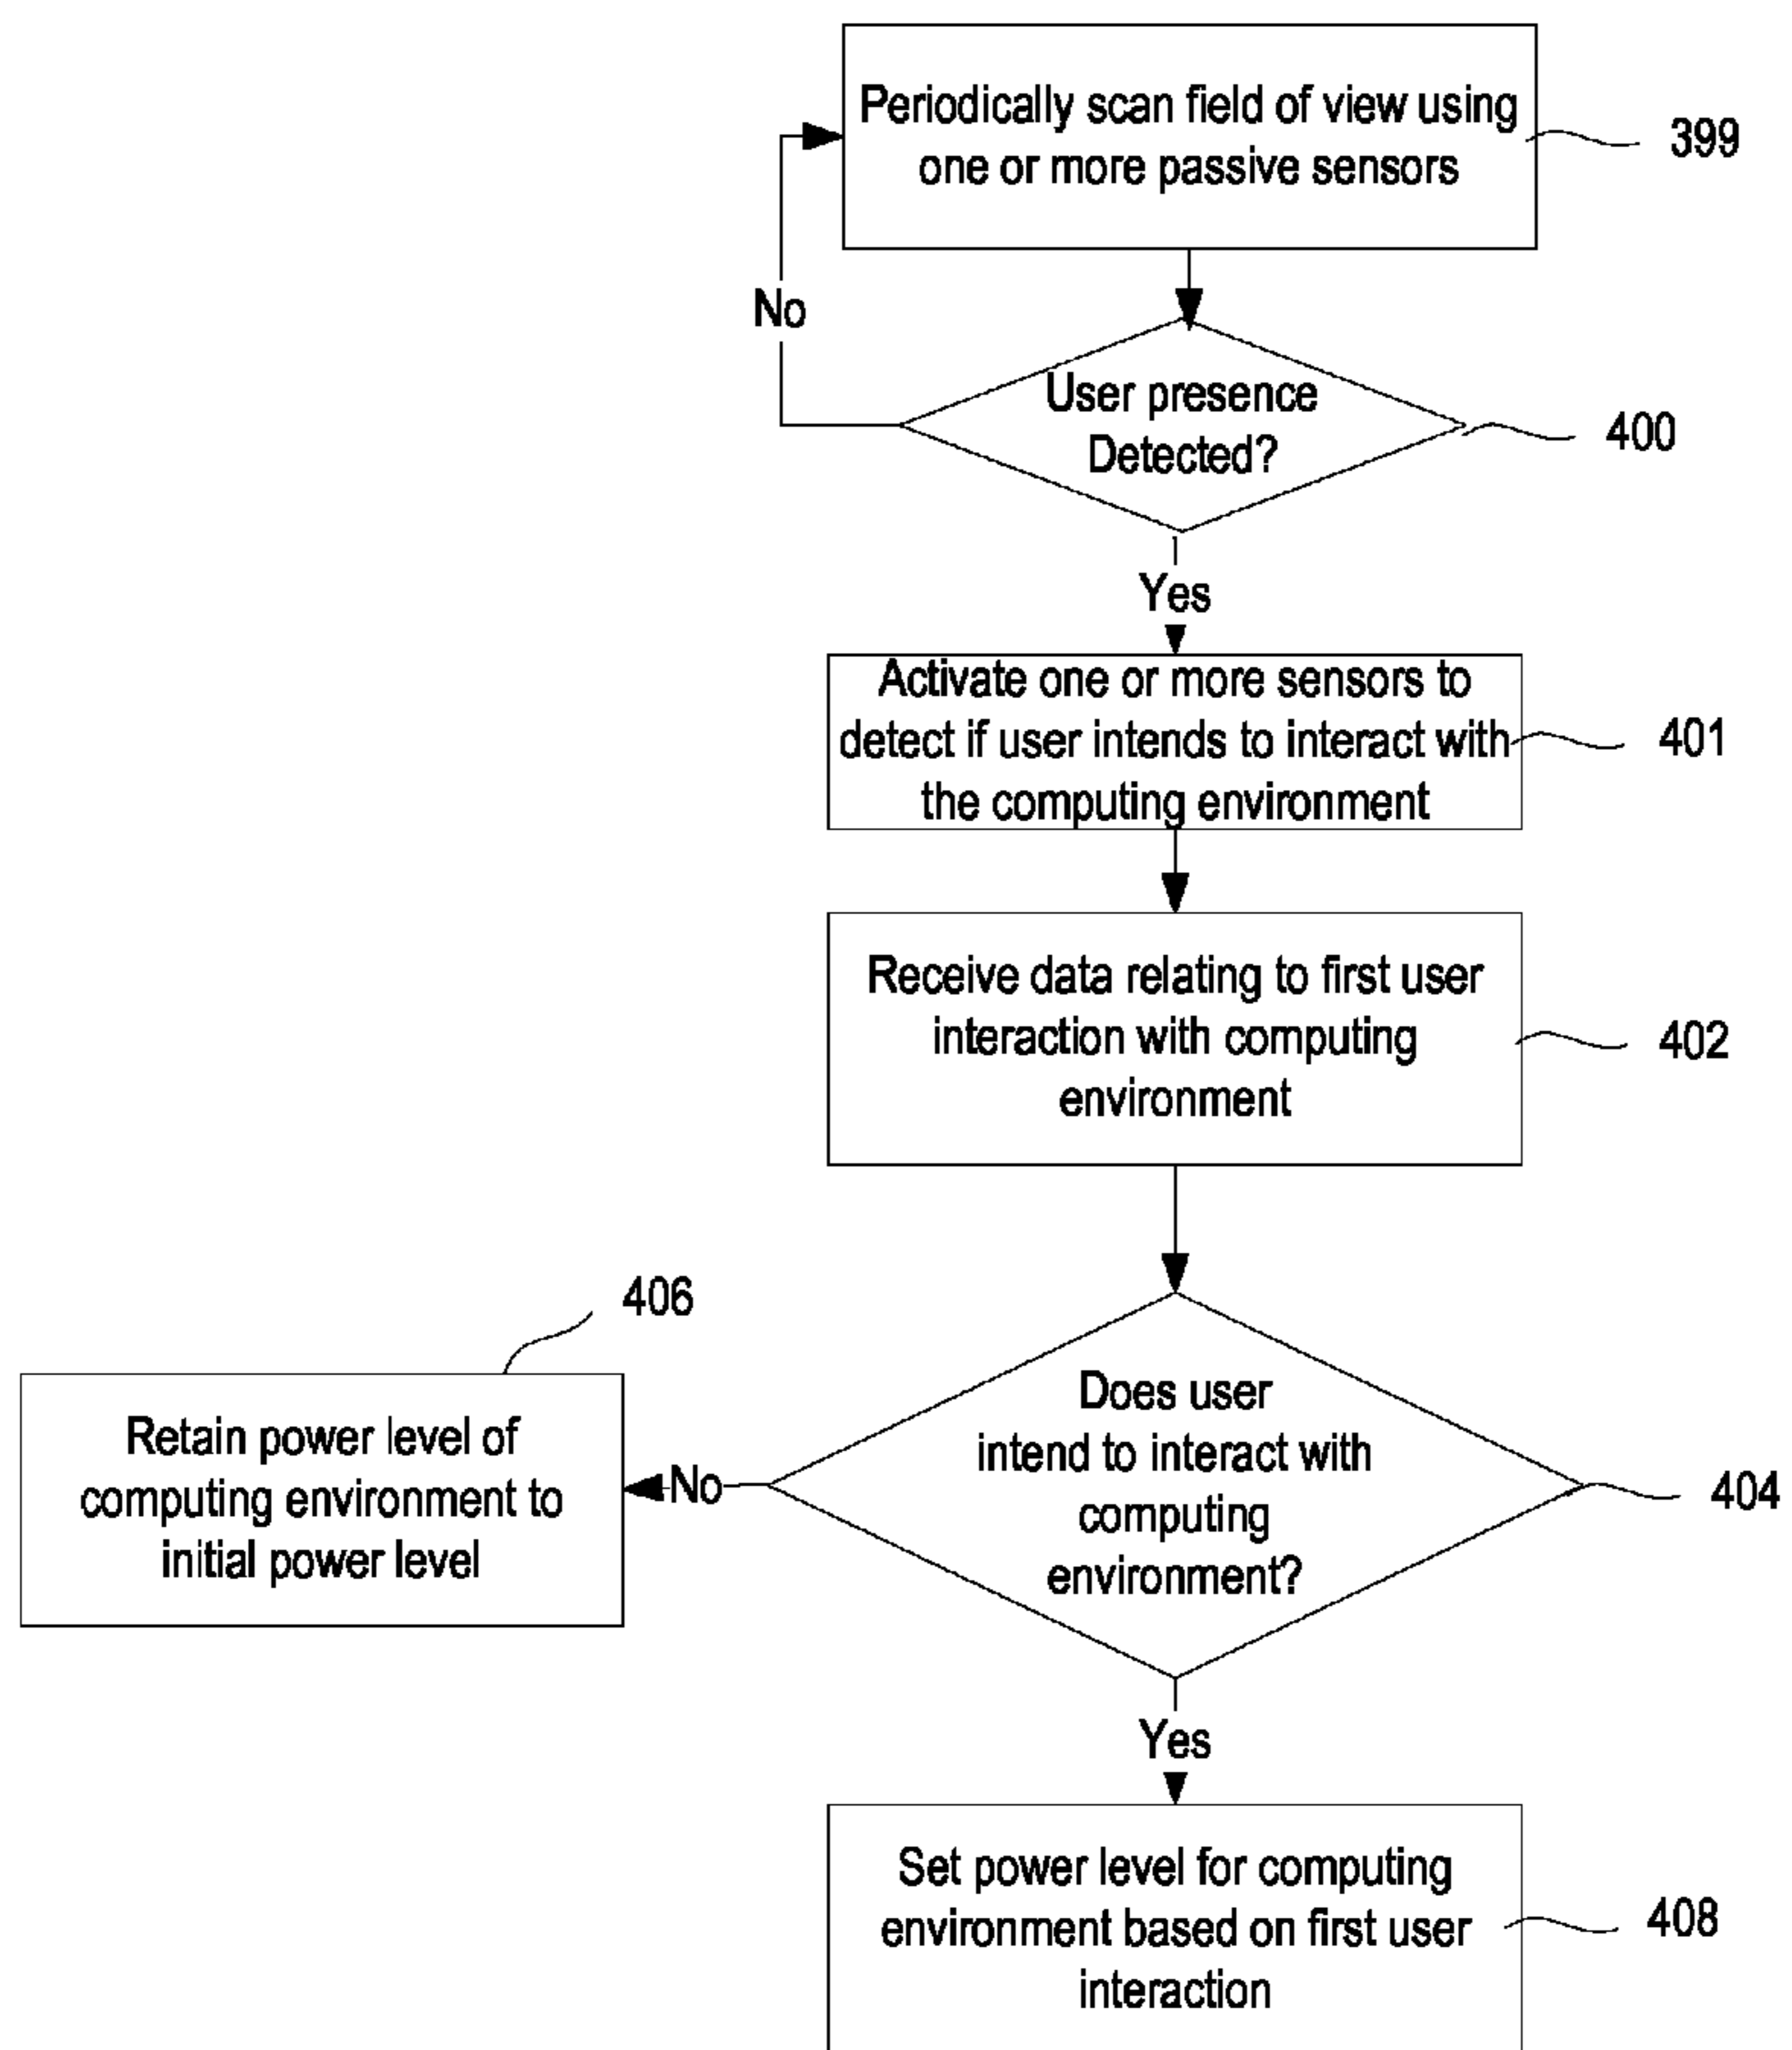 Periodically scan field of view using
one or more passive sensors
399
No
User presence
Detected?
400
Yes
Activate one or more sensors to
detect if user intends to interact with
the computing environment
401
Receive data relating to first user
interaction with computing
environment
402
406
Retain power level of
computing environment to
initial power level
No
Does user
intend to interact with
computing
environment?
404
Yes
Set power level for computing
environment based on first user
interaction
408